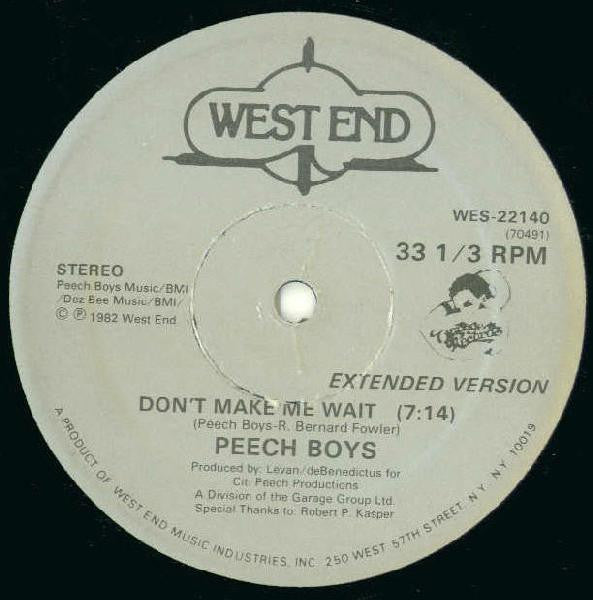 WEST END
WES-22140
(70491)
33 1/3 RPM
STEREO
Peech Boys Music/BMI
/Doz Bee Music/BMI/
© ℗ 1982 West End
Records
EXTENDED VERSION
DON'T MAKE ME WAIT (7:14)
(Peech Boys-R. Bernard Fowler)
PEECH BOYS
Produced by: Levan/deBenedictus for
Cit. Peech Productions
A Division of the Garage Group Ltd.
Special Thanks to: Robert P. Kasper
A PRODUCT OF WEST END MUSIC INDUSTRIES, INC. 250 WEST 57TH STREET, N.Y. N.Y. 10019